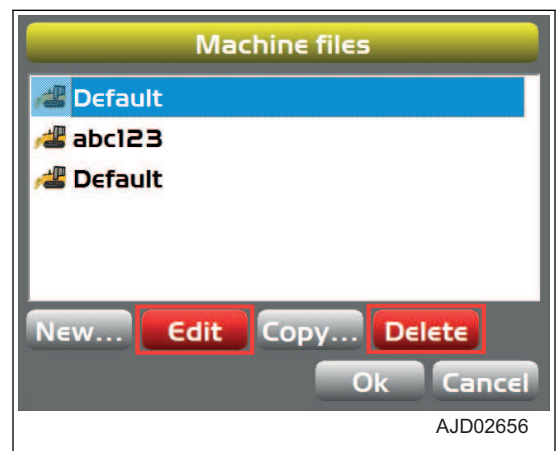 Machine files
Default
abc123
Default
New... Edit Copy... Delete
Ok Cancel
AJD02656